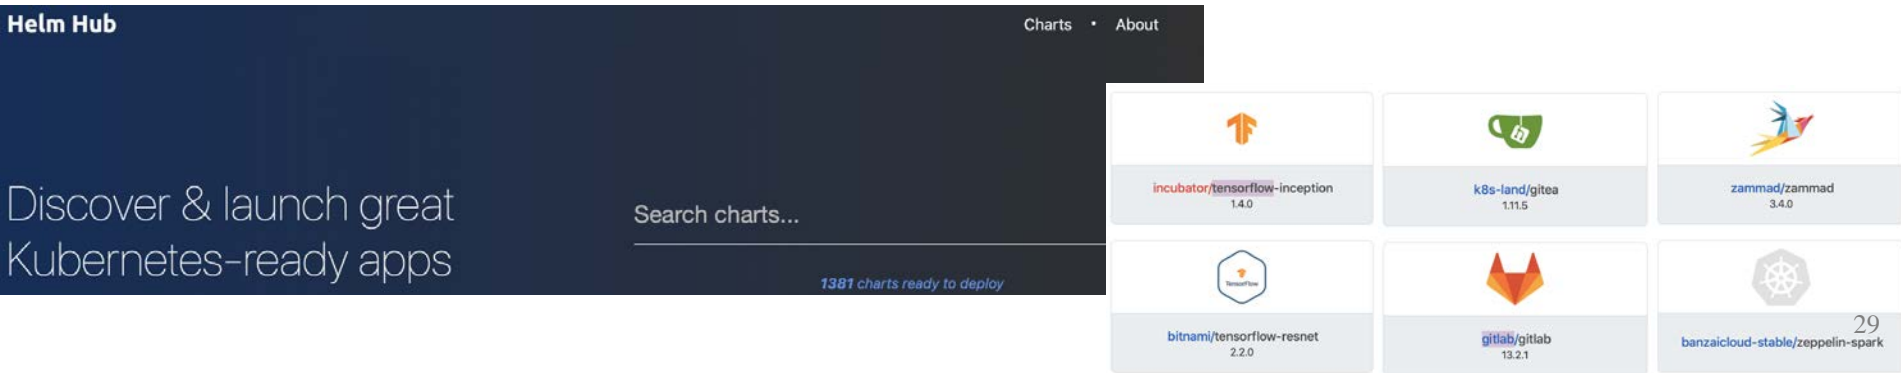 Helm Hub
Charts • About
Discover & launch great
Kubernetes-ready apps
Search charts...
1381 charts ready to deploy
incubator/tensorflow-inception
1.4.0
k8s-land/gitea
1.11.5
zammad/zammad
3.4.0
TensorFlow
bitnami/tensorflow-resnet
2.2.0
gitlab/gitlab
13.2.1
banzaicloud-stable/zeppelin-spark
29